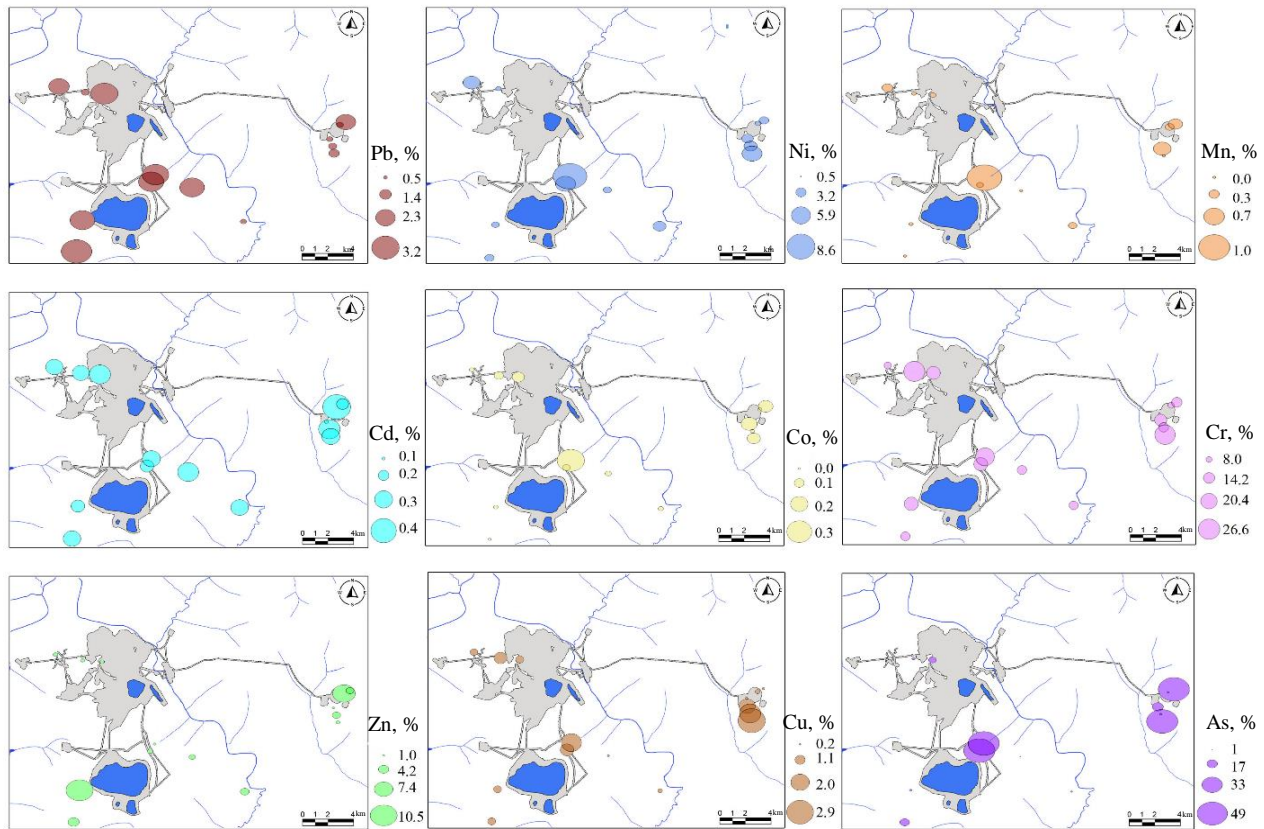 Pb, %
0.5
1.4
2.3
3.2
0 1 2 4
km
Ni, %
0.5
3.2
5.9
8.6
0 1 2 4
km
Mn, %
0.0
0.3
0.7
1.0
0 1 2 4
km
Cd, %
0.1
0.2
0.3
0.4
0 1 2 4km
Co, %
0.0
0.1
0.2
0.3
0 1 2 4km
Cr, %
8.0
14.2
20.4
26.6
0 1 2 4km
Zn, %
1.0
4.2
7.4
10.5
0 1 2 4km
Cu, %
0.2
1.1
2.0
2.9
0 1 2 4km
As, %
1
17
33
49
0 1 2 4km